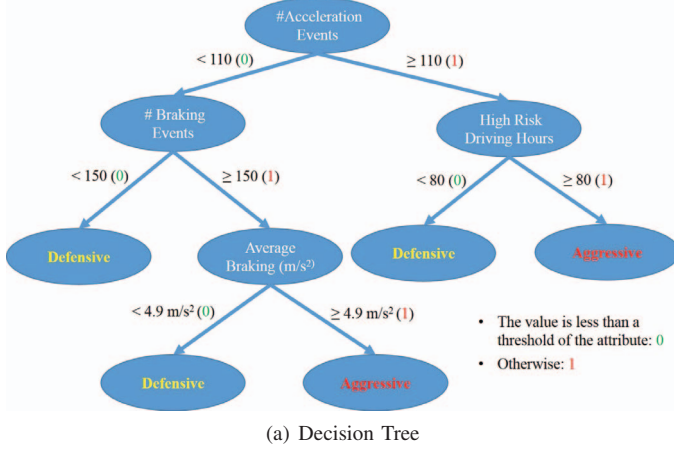 #Acceleration
Events
< 110 (0)
≥ 110 (1)
# Braking
Events
High Risk
Driving Hours
< 150 (0)
≥ 150 (1)
< 80 (0)
≥ 80 (1)
Defensive
Average
Braking (m/s²)
Defensive
Aggressive
< 4.9 m/s² (0)
≥ 4.9 m/s² (1)
• The value is less than a
threshold of the attribute: 0
• Otherwise: 1
Defensive
Aggressive
(a) Decision Tree